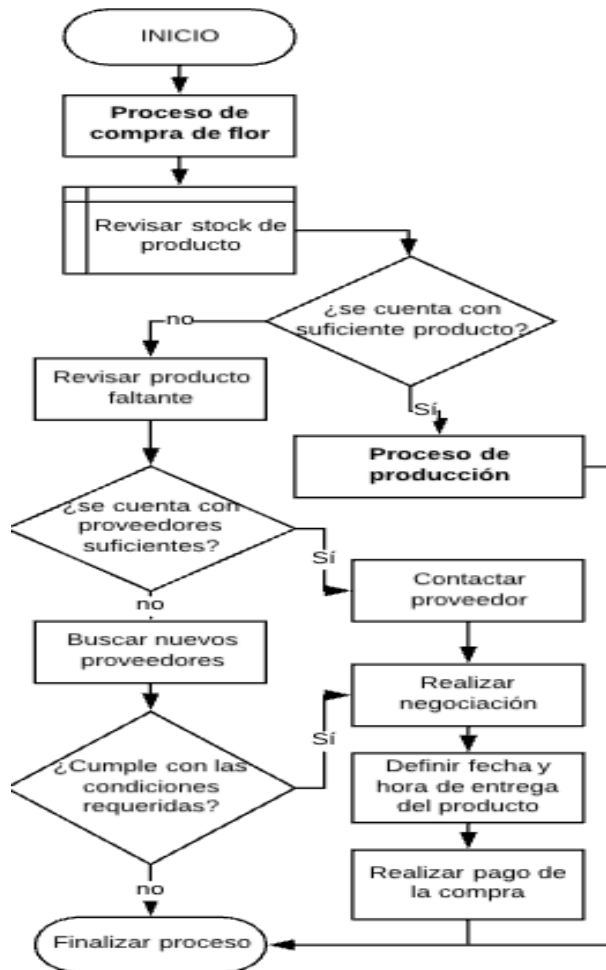 INICIO
Proceso de
compra de flor
Revisar stock de
producto
¿se cuenta con
suficiente producto?
no
Sí
Revisar producto
faltante
Proceso de
producción
¿se cuenta con
proveedores
suficientes?
Sí
no
Contactar
proveedor
Buscar nuevos
proveedores
Realizar
negociación
Sí
¿Cumple con las
condiciones
requeridas?
Definir fecha y
hora de entrega
del producto
Realizar pago de
la compra
no
Finalizar proceso